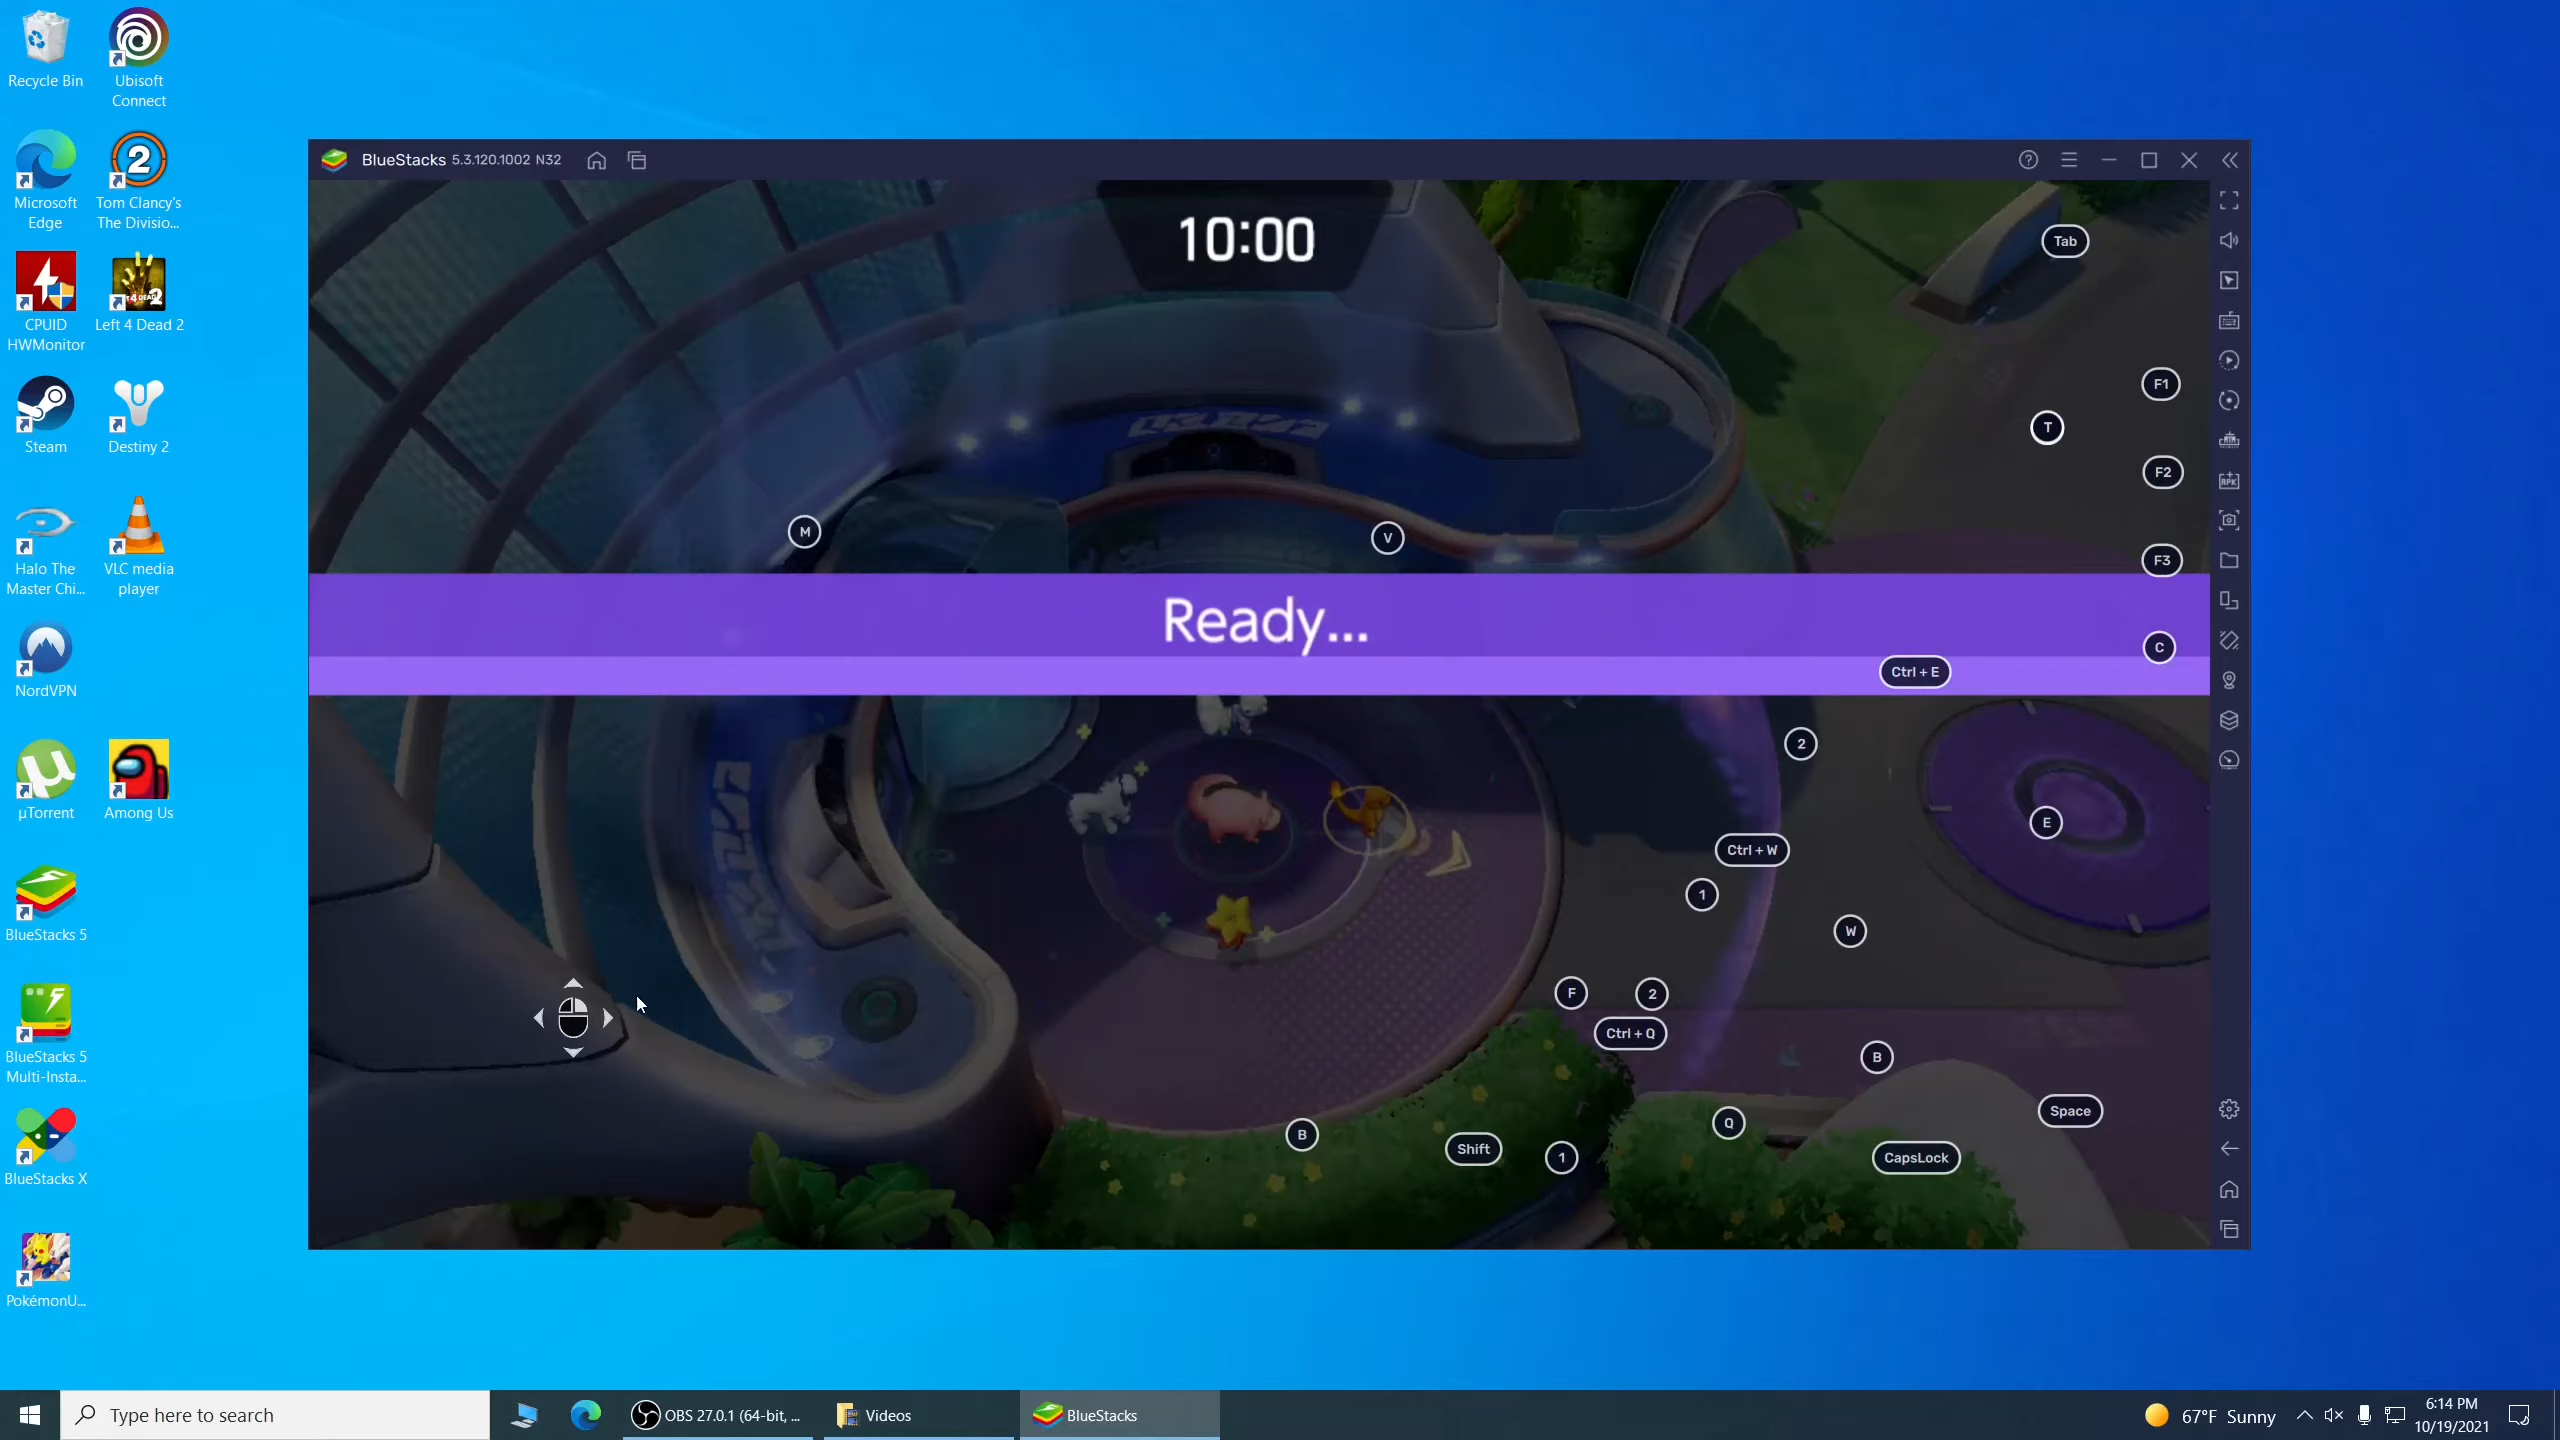 Recycle Bin
Ubisoft
Connect
Microsoft
Edge
Tom Clancy's
The Divisio...
CPUID
HWMonitor
Left 4 Dead 2
Steam
Destiny 2
Halo The
Master Chi...
VLC media
player
NordVPN
µTorrent
Among Us
BlueStacks 5
BlueStacks 5
Multi-Insta...
BlueStacks X
PokémonU...
BlueStacks 5.3.120.1002 N32
10:00
Tab
F1
T
F2
M
V
F3
Ready...
C
Ctrl + E
2
E
Ctrl + W
1
W
F
2
Ctrl + Q
B
Space
Q
B
Shift
1
CapsLock
Type here to search
OBS 27.0.1 (64-bit, ...
Videos
BlueStacks
67°F Sunny
6:14 PM
10/19/2021